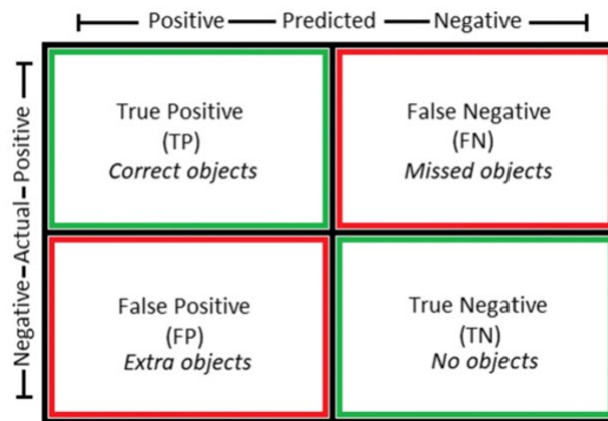 Positive Predicted Negative
Negative Actual Positive
True Positive
(TP)
Correct objects
False Negative
(FN)
Missed objects
False Positive
(FP)
Extra objects
True Negative
(TN)
No objects